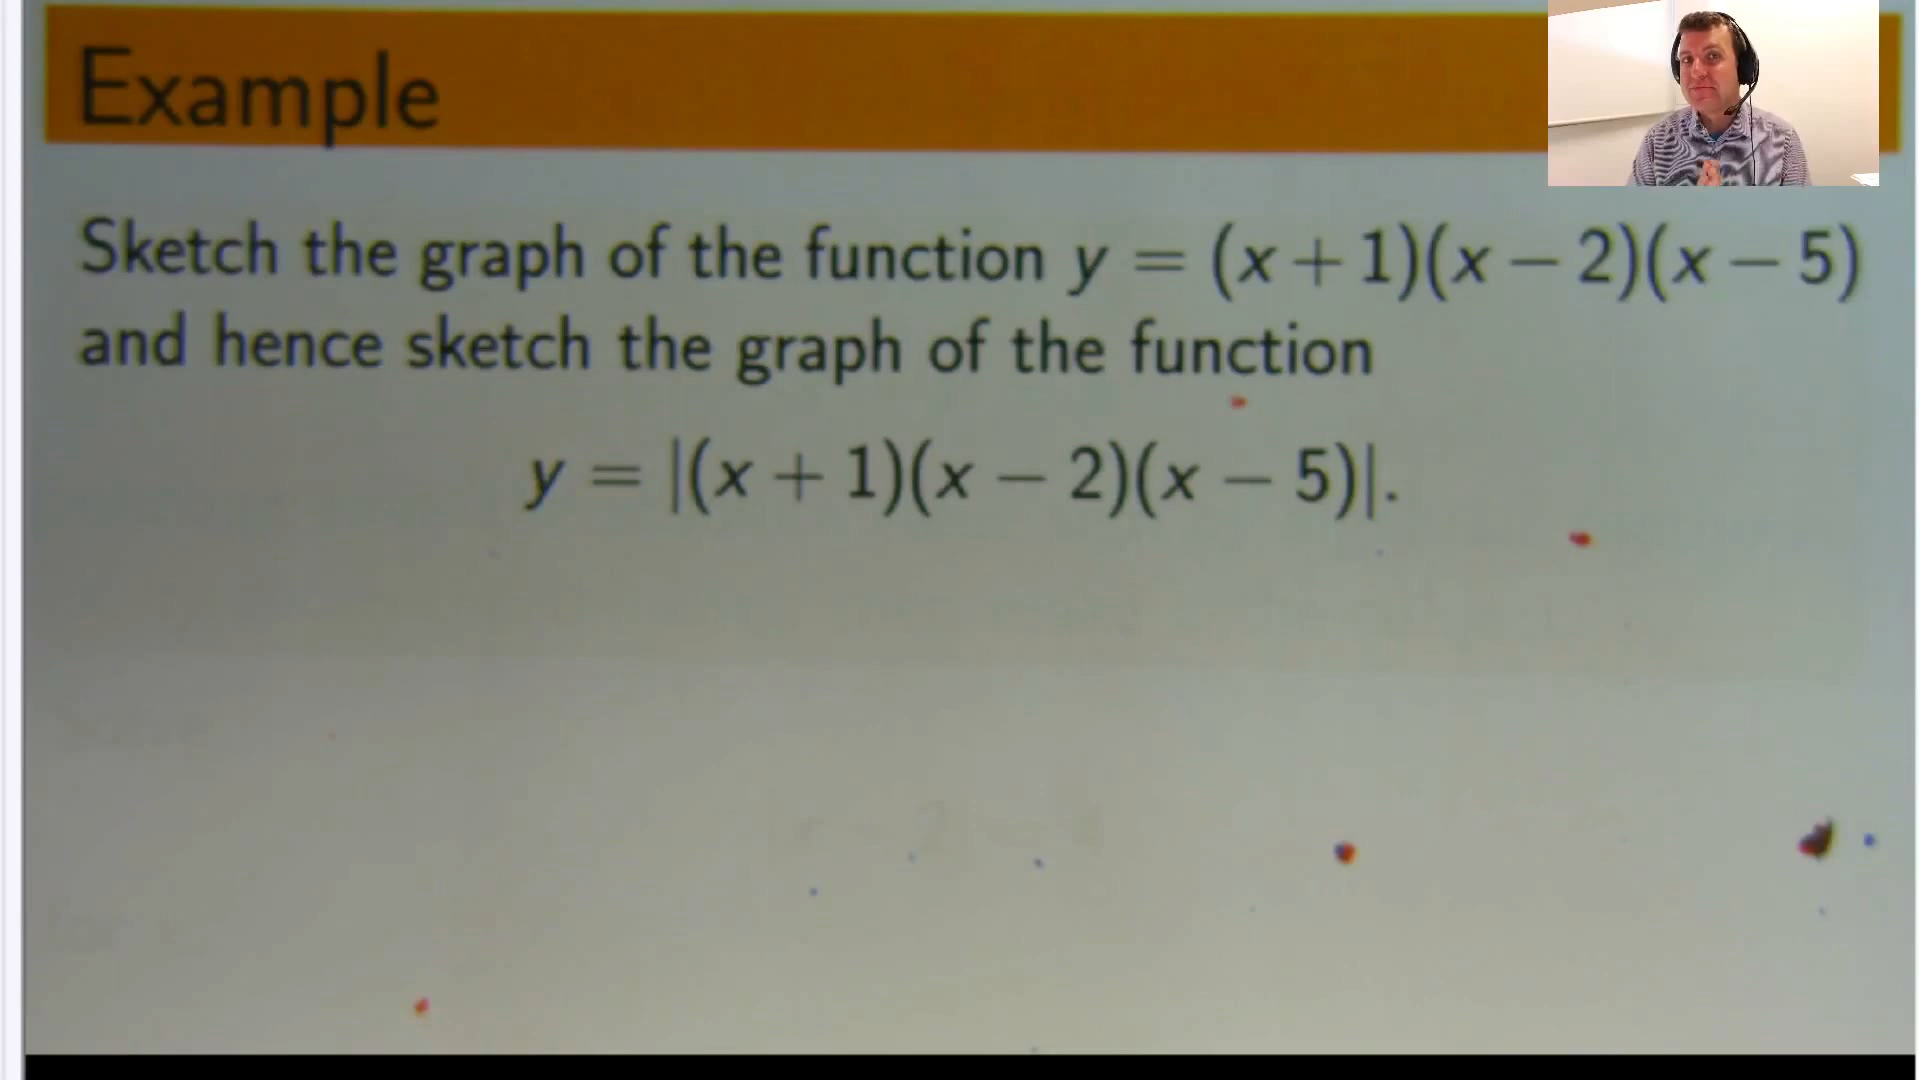 Example
Sketch the graph of the function y = (x + 1)(x − 2)(x − 5)
and hence sketch the graph of the function
y = |(x + 1)(x − 2)(x − 5)|.